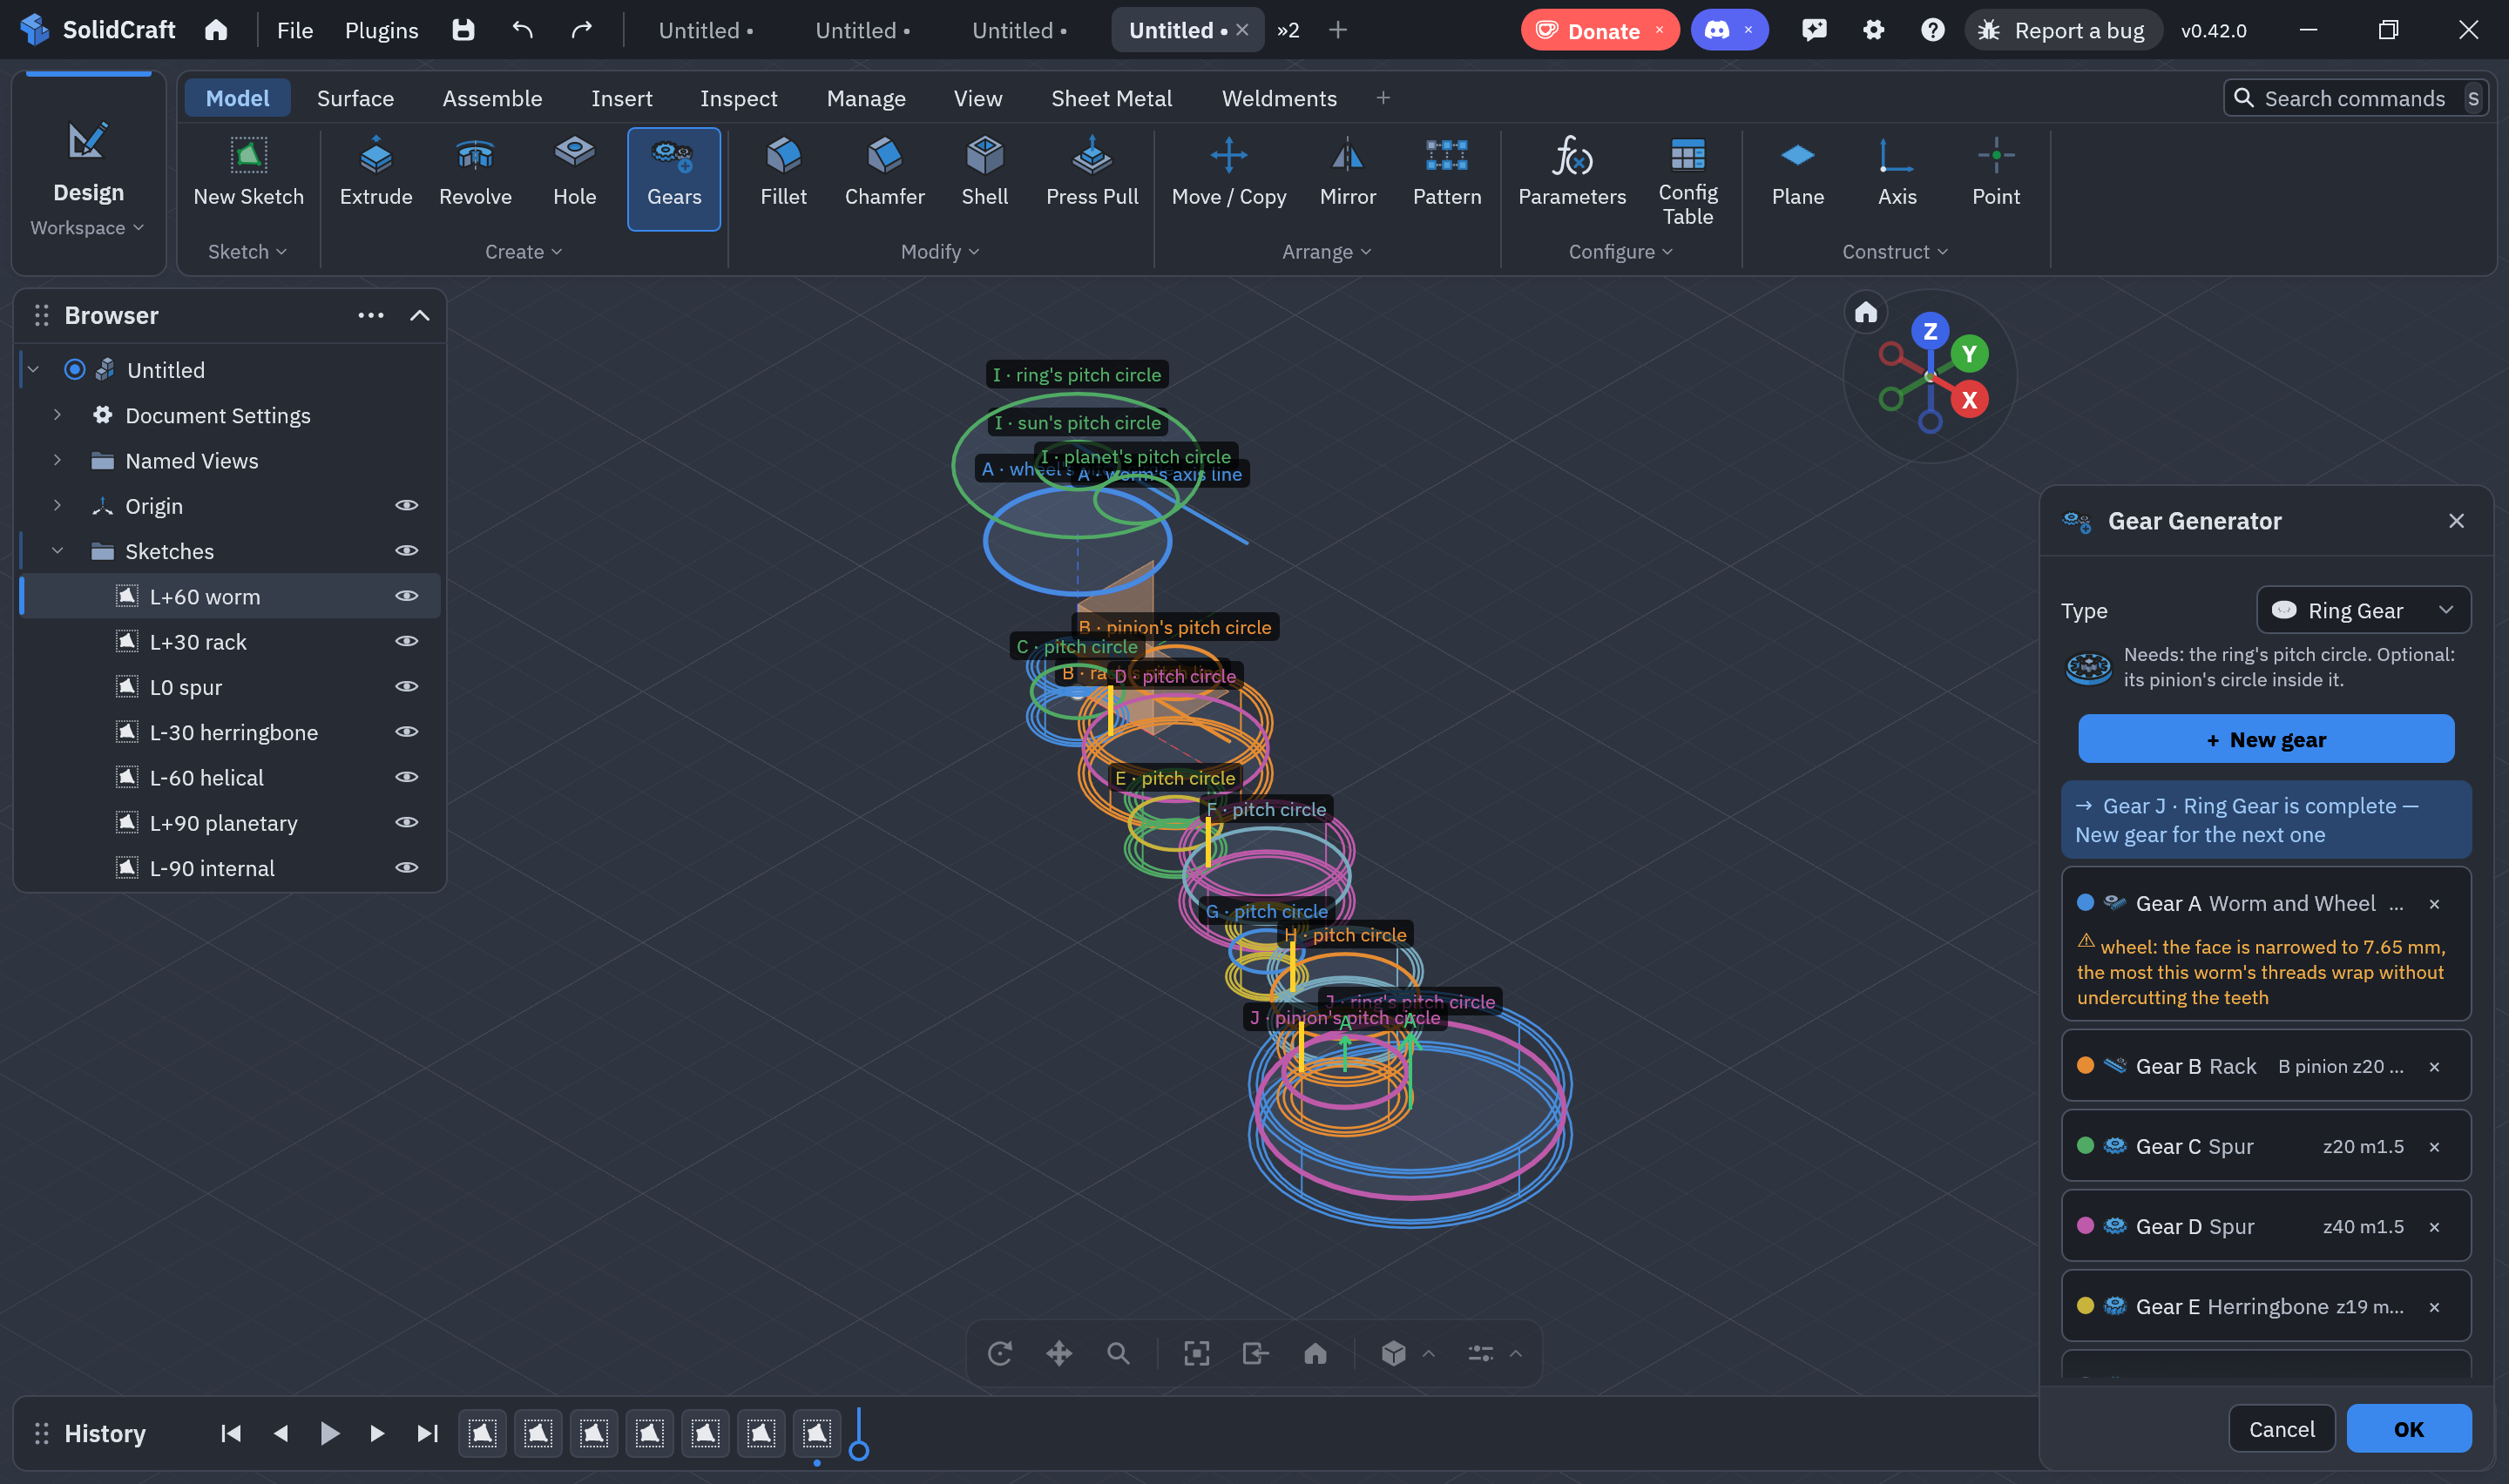 SolidCraft
File
Plugins
Untitled •
Untitled •
Untitled •
Untitled •
»2
Donate
Report a bug
v0.42.0
Design
Workspace
Model
Surface
Assemble
Insert
Inspect
Manage
View
Sheet Metal
Weldments
Search commands
S
New Sketch
Extrude
Revolve
Hole
Gears
Fillet
Chamfer
Shell
Press Pull
Move / Copy
Mirror
Pattern
Parameters
Config
Table
Plane
Axis
Point
Sketch
Create
Modify
Arrange
Configure
Construct
Browser
Untitled
Document Settings
Named Views
Origin
Sketches
L+60 worm
L+30 rack
L0 spur
L-30 herringbone
L-60 helical
L+90 planetary
L-90 internal
Z
Y
X
I · ring's pitch circle
I · sun's pitch circle
I · planet's pitch circle
A · wheel's
A · worm's axis line
B · pinion's pitch circle
C · pitch circle
D · pitch circle
E · pitch circle
F · pitch circle
G · pitch circle
H · pitch circle
J · ring's pitch circle
J · pinion's pitch circle
A
A
Gear Generator
Type
Ring Gear
Needs: the ring's pitch circle. Optional:
its pinion's circle inside it.
+ New gear
→ Gear J · Ring Gear is complete —
New gear for the next one
Gear A Worm and Wheel ...
⚠ wheel: the face is narrowed to 7.65 mm,
the most this worm's threads wrap without
undercutting the teeth
Gear B Rack B pinion z20 ...
Gear C Spur z20 m1.5
Gear D Spur z40 m1.5
Gear E Herringbone z19 m...
Cancel
OK
History